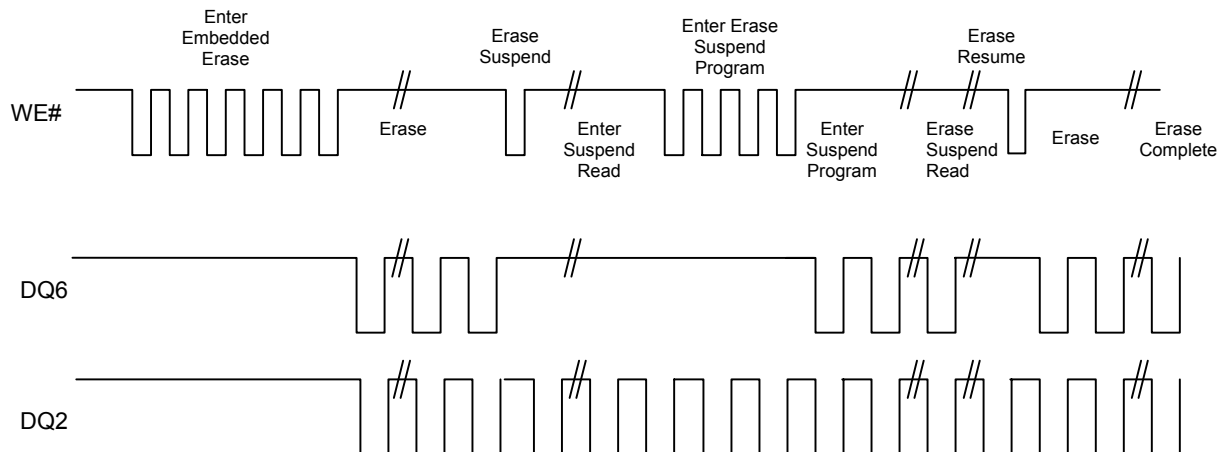 Enter
Embedded
Erase
Erase
Suspend
Enter Erase
Suspend
Program
Erase
Resume
WE#
Erase
Enter
Suspend
Read
Enter
Suspend
Program
Erase
Suspend
Read
Erase
Erase
Complete
DQ6
DQ2